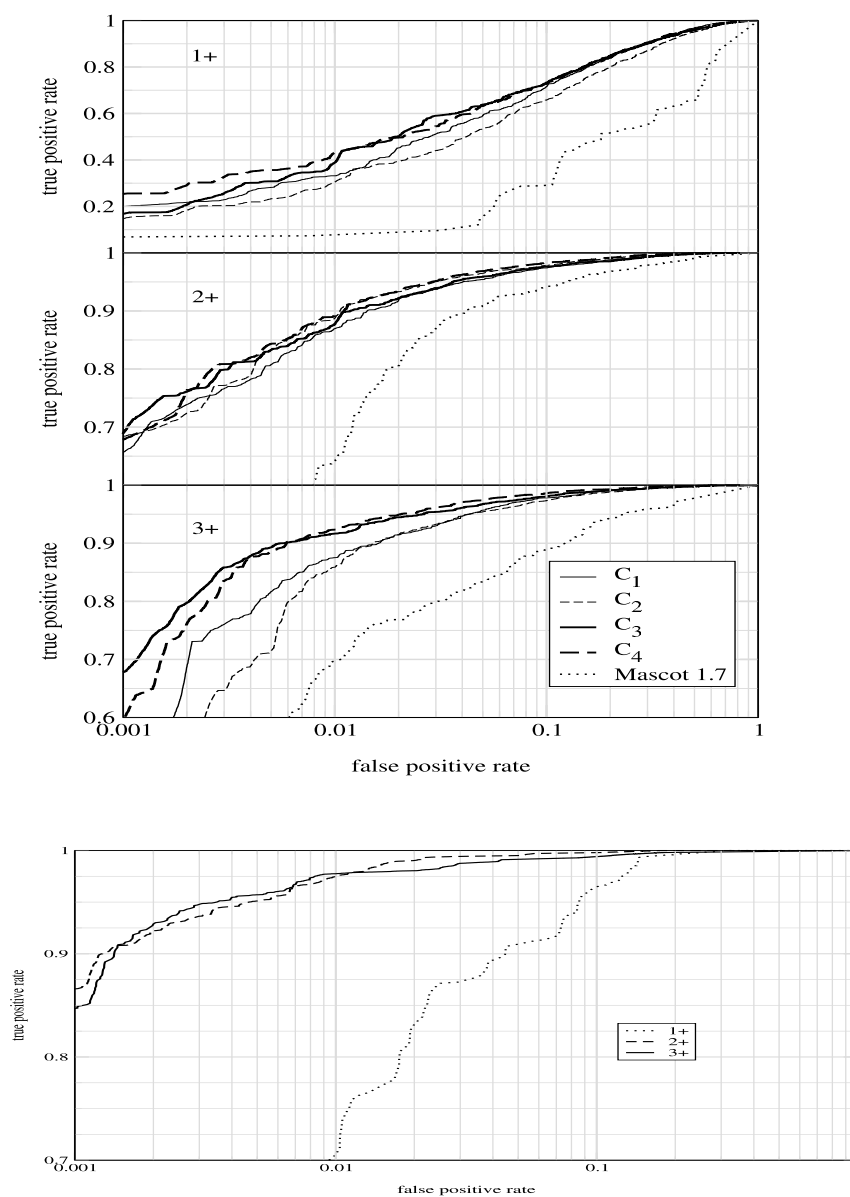 1
1+
0.8
true positive rate
0.6
0.4
0.2
1
2+
0.9
true positive rate
0.8
0.7
1
3+
0.9
true positive rate
0.8
0.7
0.6
C1
C2
C3
C4
Mascot 1.7
0.001 0.01 0.1 1
false positive rate
1
0.9
true positive rate
0.8
0.7
1+
2+
3+
0.001 0.01 0.1
false positive rate